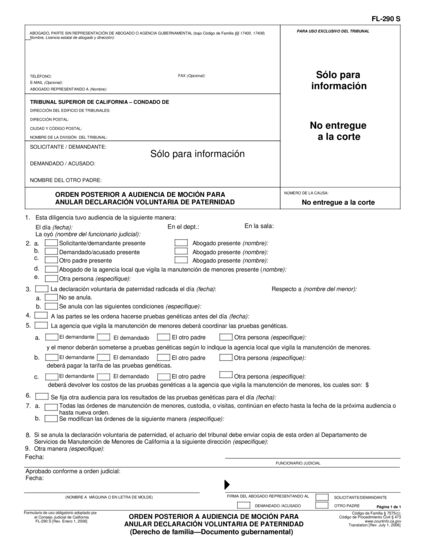 FL-290 S
ABOGADO, PARTE SIN REPRESENTACIÓN DE ABOGADO O AGENCIA GUBERNAMENTAL (bajo Código de Familia §§ 17400, 17406)
Nombre, Licencia estatal de abogado y dirección):
PARA USO EXCLUSIVO DEL TRIBUNAL
TELÉFONO:
FAX (Opcional):
E-MAIL (Opcional):
ABOGADO REPRESENTANDO A (Nombre):
Sólo para
información
TRIBUNAL SUPERIOR DE CALIFORNIA – CONDADO DE
DIRECCIÓN DEL EDIFICIO DE TRIBUNALES:
DIRECCIÓN POSTAL:
CIUDAD Y CÓDIGO POSTAL:
NOMBRE DE LA DIVISIÓN DEL TRIBUNAL:
No entregue
a la corte
SOLICITANTE / DEMANDANTE:
Sólo para información
DEMANDADO / ACUSADO:
NOMBRE DEL OTRO PADRE:
ORDEN POSTERIOR A AUDIENCIA DE MOCIÓN PARA
ANULAR DECLARACIÓN VOLUNTARIA DE PATERNIDAD
NÚMERO DE LA CAUSA:
No entregue a la corte
1. Esta diligencia tuvo audiencia de la siguiente manera:
El día (fecha): En el dept.: En la sala:
La oyó (nombre del funcionario judicial):
2. a. Solicitante/demandante presente Abogado presente (nombre):
b. Demandado/acusado presente Abogado presente (nombre):
c. Otro padre presente Abogado presente (nombre):
d. Abogado de la agencia local que vigila la manutención de menores presente (nombre):
e. Otra persona (especifique):
3. La declaración voluntaria de paternidad radicada el día (fecha): Respecto a (nombre del menor):
a. No se anula.
b. Se anula con las siguientes condiciones (especifique):
4. A las partes se les ordena hacerse pruebas genéticas antes del día (fecha):
5. La agencia que vigila la manutención de menores deberá coordinar las pruebas genéticas.
a. El demandante El demandado El otro padre Otra persona (especifique):
y el menor deberán someterse a pruebas genéticas según lo indique la agencia local que vigila la manutención de menores.
b. El demandante El demandado El otro padre Otra persona (especifique):
deberá pagar la tarifa de las pruebas genéticas.
c. El demandante El demandado El otro padre Otra persona (especifique):
deberá devolver los costos de las pruebas genéticas a la agencia que vigila la manutención de menores, los cuales son: $
6. Se fija otra audiencia para los resultados de las pruebas genéticas para el día (fecha):
7. a. Todas las órdenes de manutención de menores, custodia, o visitas, continúan en efecto hasta la fecha de la próxima audiencia o
hasta nueva orden.
b. Se modifican las órdenes de la siguiente manera (especifique):
8. Si se anula la declaración voluntaria de paternidad, el actuario del tribunal debe enviar copia de esta orden al Departamento de
Servicios de Manutención de Menores de California a la siguiente dirección (especifique):
9. Otra manera (especifique):
Fecha:
FUNCIONARIO JUDICIAL
Aprobado conforme a orden judicial:
Fecha:
(NOMBRE A MÁQUINA O EN LETRA DE MOLDE)
FIRMA DEL ABOGADO REPRESENTANDO AL
SOLICITANTE/DEMANDANTE
DEMANDADO /ACUSADO
OTRO PADRE
Página 1 de 1
Formulario de uso obligatorio adoptado por
el Consejo Judicial de California
FL-290 S [Rev. Enero 1, 2006]
ORDEN POSTERIOR A AUDIENCIA DE MOCIÓN PARA
ANULAR DECLARACIÓN VOLUNTARIA DE PATERNIDAD
(Derecho de familia—Documento gubernamental)
Código de Familia § 7575(c),
Código de Procedimiento Civil § 473
www.courtinfo.ca.gov